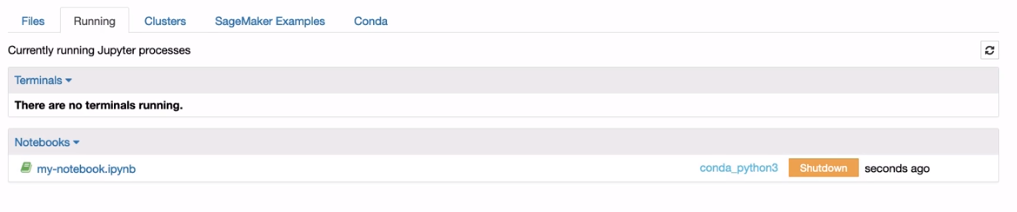 Files Running Clusters SageMaker Examples Conda
Currently running Jupyter processes
Terminals
There are no terminals running.
Notebooks
my-notebook.ipynb conda_python3 Shutdown seconds ago